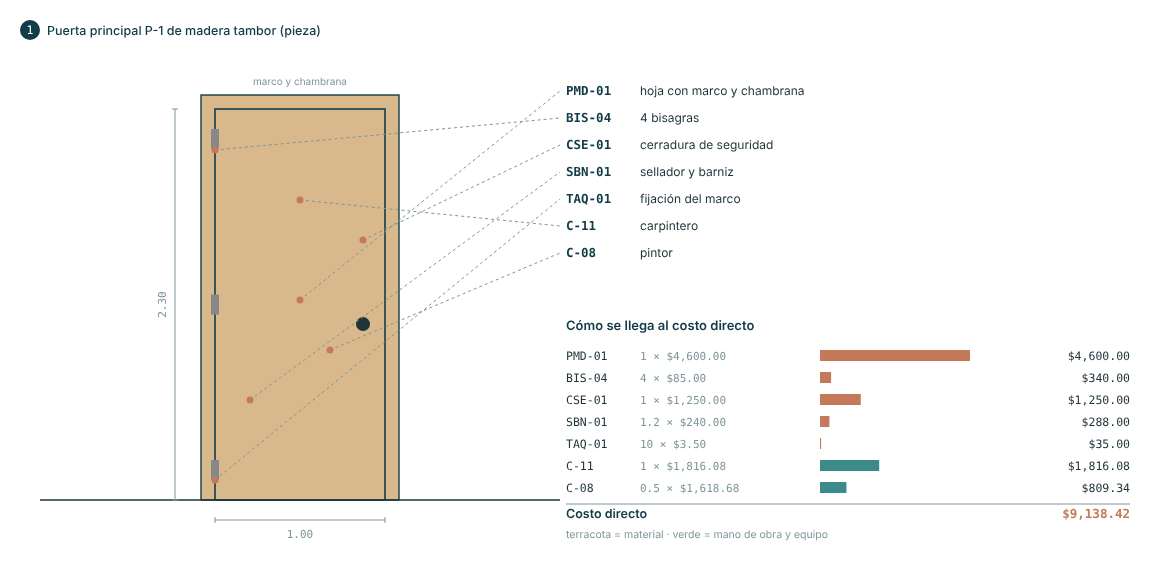 1 Puerta principal P-1 de madera tambor (pieza)
marco y chambrana
PMD-01 hoja con marco y chambrana
BIS-04 4 bisagras
CSE-01 cerradura de seguridad
SBN-01 sellador y barniz
TAQ-01 fijación del marco
C-11 carpintero
C-08 pintor
2.30
1.00
Cómo se llega al costo directo
PMD-01 1 × $4,600.00 $4,600.00
BIS-04 4 × $85.00 $340.00
CSE-01 1 × $1,250.00 $1,250.00
SBN-01 1.2 × $240.00 $288.00
TAQ-01 10 × $3.50 $35.00
C-11 1 × $1,816.08 $1,816.08
C-08 0.5 × $1,618.68 $809.34
Costo directo $9,138.42
terracota = material · verde = mano de obra y equipo